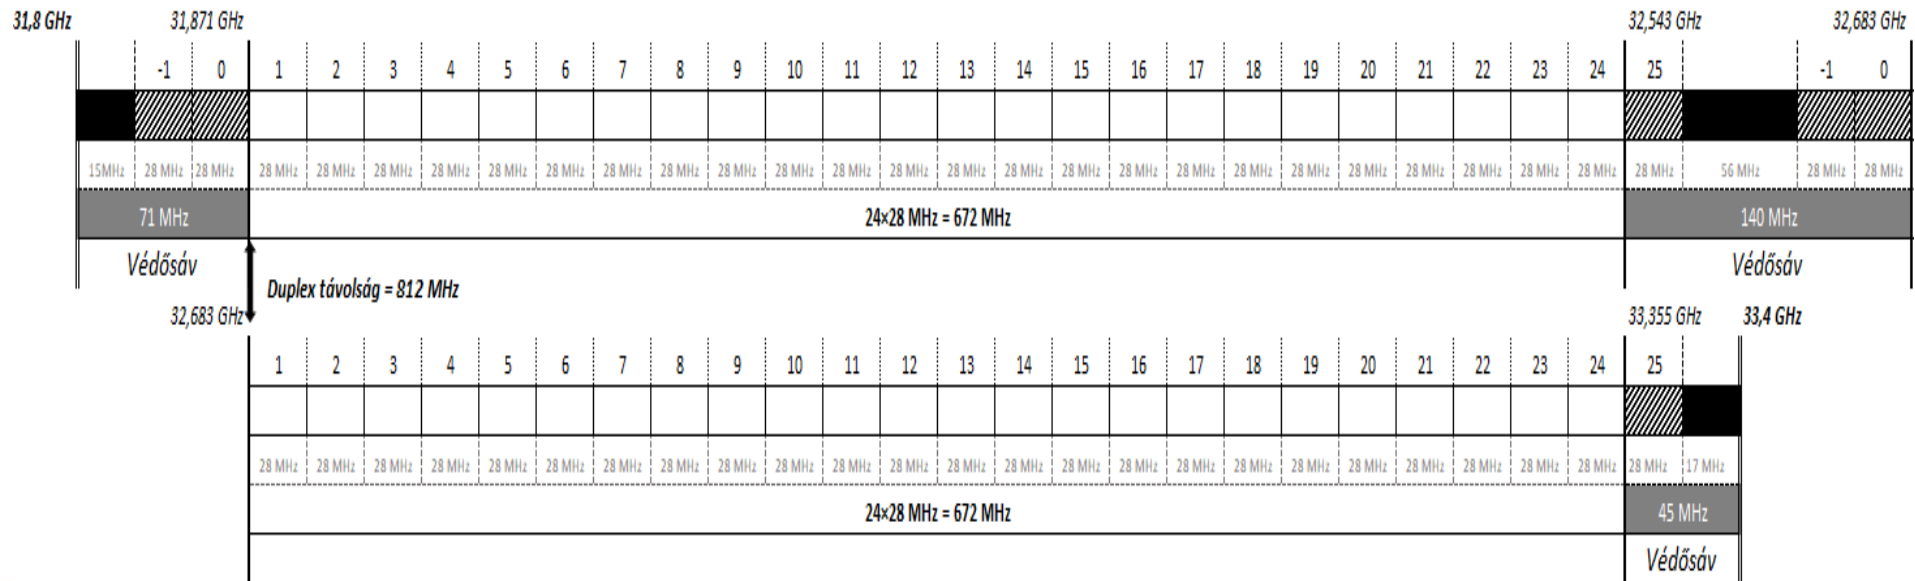 31,8 GHz 31,871 GHz 32,543 GHz 32,683 GHz
-1 0 1 2 3 4 5 6 7 8 9 10 11 12 13 14 15 16 17 18 19 20 21 22 23 24 25 -1 0
15MHz 28 MHz 28 MHz 28 MHz 28 MHz 28 MHz 28 MHz 28 MHz 28 MHz 28 MHz 28 MHz 28 MHz 28 MHz 28 MHz 28 MHz 28 MHz 28 MHz 28 MHz 28 MHz 28 MHz 28 MHz 28 MHz 28 MHz 28 MHz 28 MHz 28 MHz 28 MHz 28 MHz 56 MHz 28 MHz 28 MHz
71 MHz 24×28 MHz = 672 MHz 140 MHz
Védősáv Védősáv
Duplex távolság = 812 MHz
32,683 GHz 33,355 GHz 33,4 GHz
1 2 3 4 5 6 7 8 9 10 11 12 13 14 15 16 17 18 19 20 21 22 23 24 25
28 MHz 28 MHz 28 MHz 28 MHz 28 MHz 28 MHz 28 MHz 28 MHz 28 MHz 28 MHz 28 MHz 28 MHz 28 MHz 28 MHz 28 MHz 28 MHz 28 MHz 28 MHz 28 MHz 28 MHz 28 MHz 28 MHz 28 MHz 28 MHz 28 MHz 17 MHz
24×28 MHz = 672 MHz 45 MHz
Védősáv